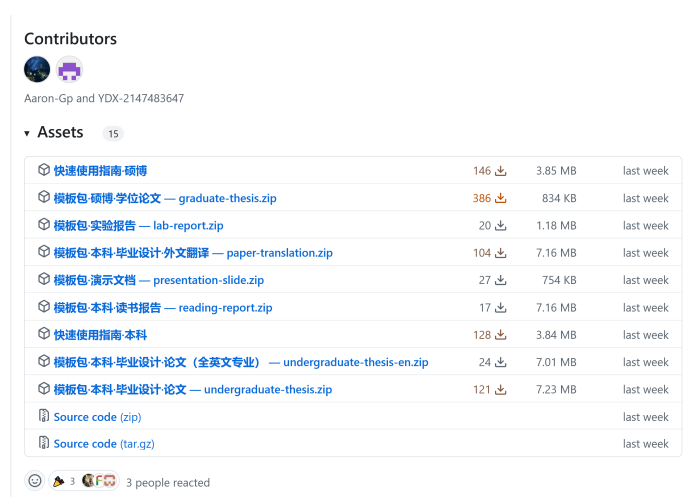 Contributors
Aaron-Gp and YDX-2147483647
Assets 15
快速使用指南·硕博 146 3.85 MB last week
模板包·硕博·学位论文 — graduate-thesis.zip 386 834 KB last week
模板包·实验报告 — lab-report.zip 20 1.18 MB last week
模板包·本科·毕业设计·外文翻译 — paper-translation.zip 104 7.16 MB last week
模板包·演示文档 — presentation-slide.zip 27 754 KB last week
模板包·本科·读书报告 — reading-report.zip 17 7.16 MB last week
快速使用指南·本科 128 3.84 MB last week
模板包·本科·毕业设计·论文（全英文专业） — undergraduate-thesis-en.zip 24 7.01 MB last week
模板包·本科·毕业设计·论文 — undergraduate-thesis.zip 121 7.23 MB last week
Source code (zip) last week
Source code (tar.gz) last week
3 F 3 people reacted